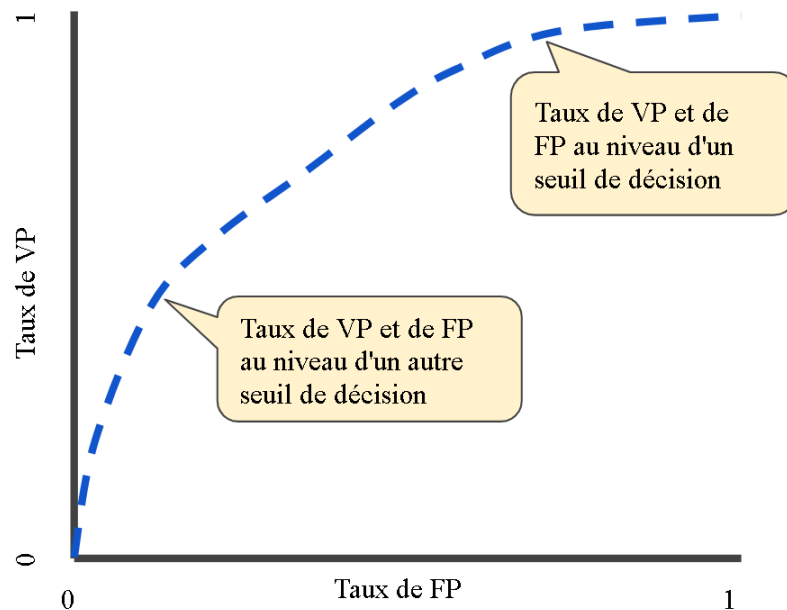 1
Taux de VP et de
FP au niveau d'un
seuil de décision
Taux de VP
Taux de VP et de FP
au niveau d'un autre
seuil de décision
0
0
Taux de FP
1